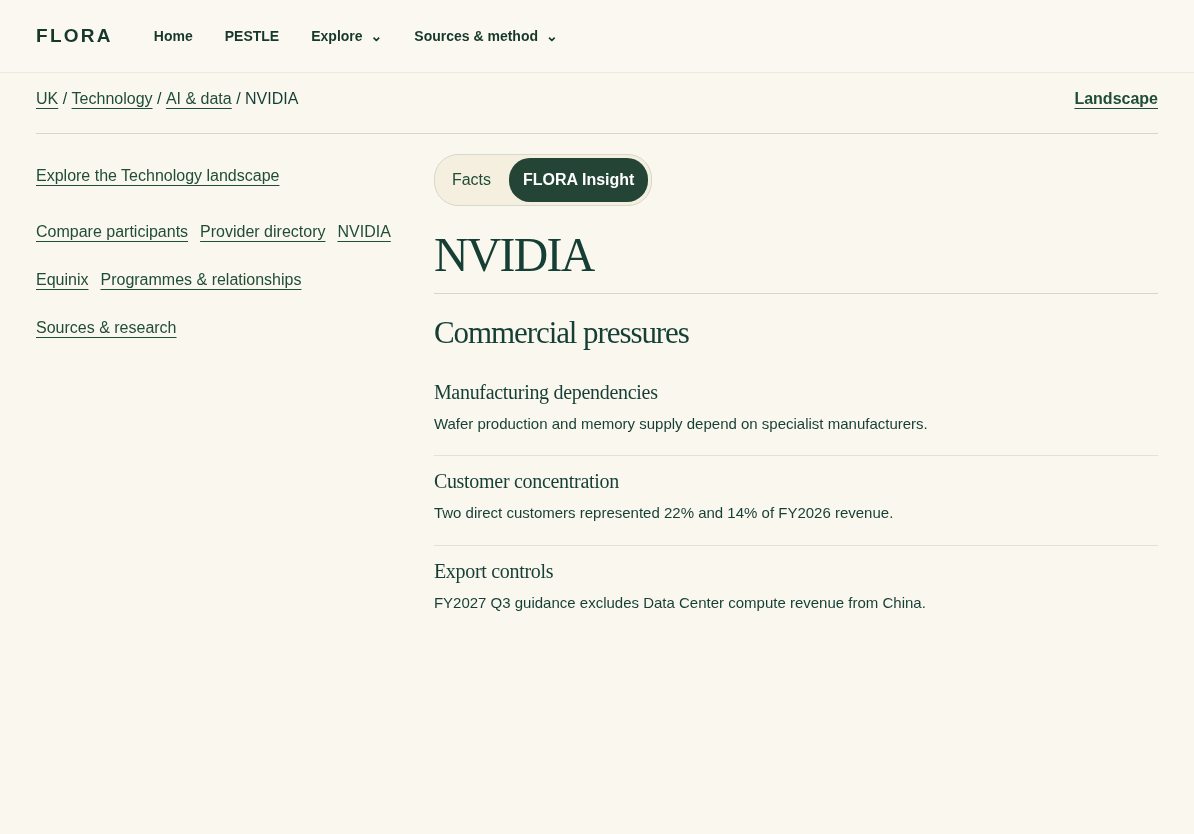 FLORA Home PESTLE Explore Sources & method
UK / Technology / AI & data / NVIDIA Landscape
Explore the Technology landscape
Compare participants Provider directory NVIDIA
Equinix Programmes & relationships
Sources & research
Facts FLORA Insight
NVIDIA
Commercial pressures
Manufacturing dependencies
Wafer production and memory supply depend on specialist manufacturers.
Customer concentration
Two direct customers represented 22% and 14% of FY2026 revenue.
Export controls
FY2027 Q3 guidance excludes Data Center compute revenue from China.